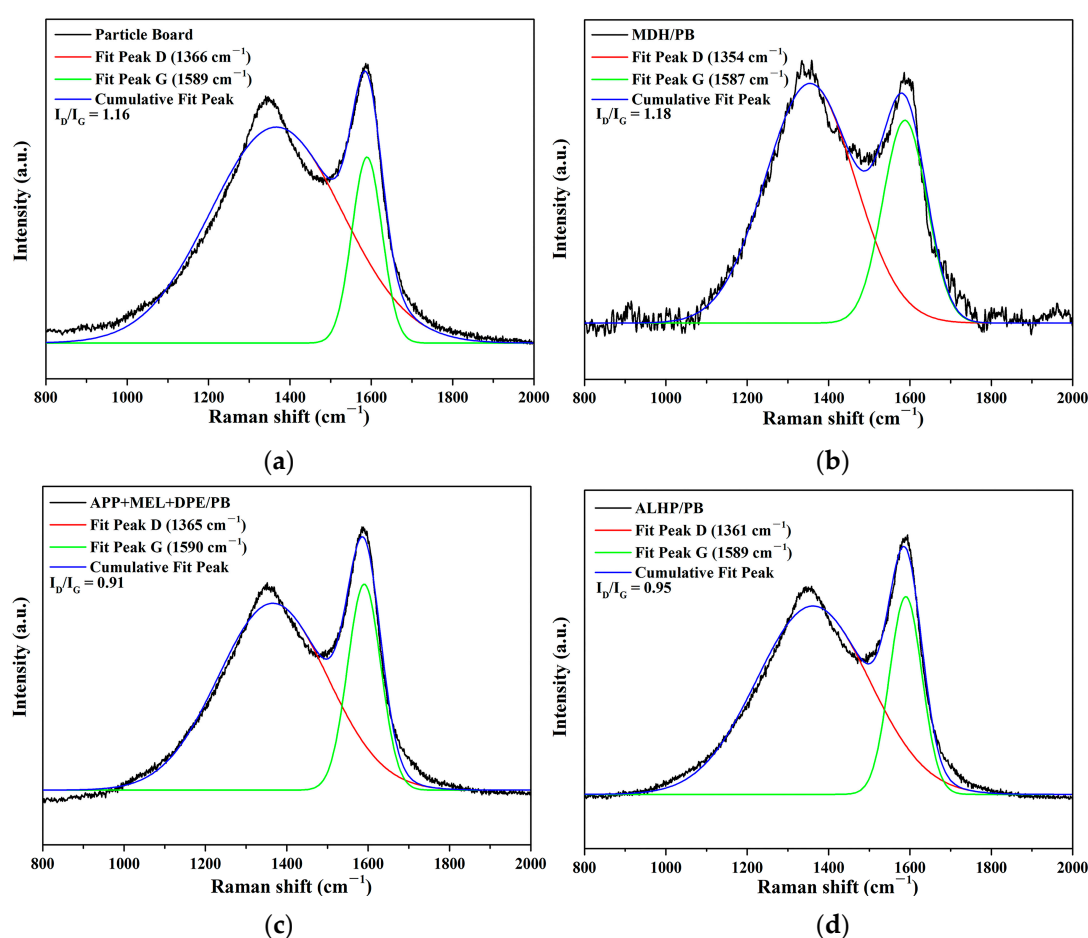 Particle Board
Fit Peak D (1366 cm⁻¹)
Fit Peak G (1589 cm⁻¹)
Cumulative Fit Peak
I_D/I_G = 1.16
Intensity (a.u.)
800 1000 1200 1400 1600 1800 2000
Raman shift (cm⁻¹)
(a)
MDH/PB
Fit Peak D (1354 cm⁻¹)
Fit Peak G (1587 cm⁻¹)
Cumulative Fit Peak
I_D/I_G = 1.18
Intensity (a.u.)
800 1000 1200 1400 1600 1800 2000
Raman shift (cm⁻¹)
(b)
APP+MEL+DPE/PB
Fit Peak D (1365 cm⁻¹)
Fit Peak G (1590 cm⁻¹)
Cumulative Fit Peak
I_D/I_G = 0.91
Intensity (a.u.)
800 1000 1200 1400 1600 1800 2000
Raman shift (cm⁻¹)
(c)
ALHP/PB
Fit Peak D (1361 cm⁻¹)
Fit Peak G (1589 cm⁻¹)
Cumulative Fit Peak
I_D/I_G = 0.95
Intensity (a.u.)
800 1000 1200 1400 1600 1800 2000
Raman shift (cm⁻¹)
(d)